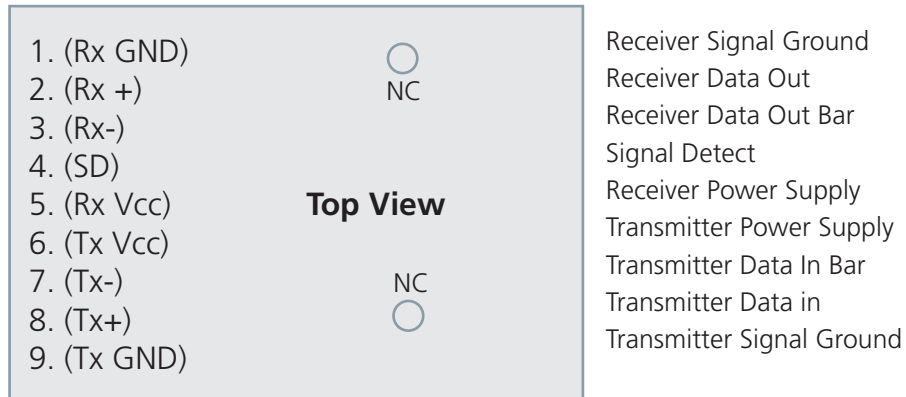 1. (Rx GND)
2. (Rx +)
NC
3. (Rx-)
4. (SD)
5. (Rx Vcc)
Top View
6. (Tx Vcc)
7. (Tx-)
NC
8. (Tx+)
9. (Tx GND)
Receiver Signal Ground
Receiver Data Out
Receiver Data Out Bar
Signal Detect
Receiver Power Supply
Transmitter Power Supply
Transmitter Data In Bar
Transmitter Data in
Transmitter Signal Ground